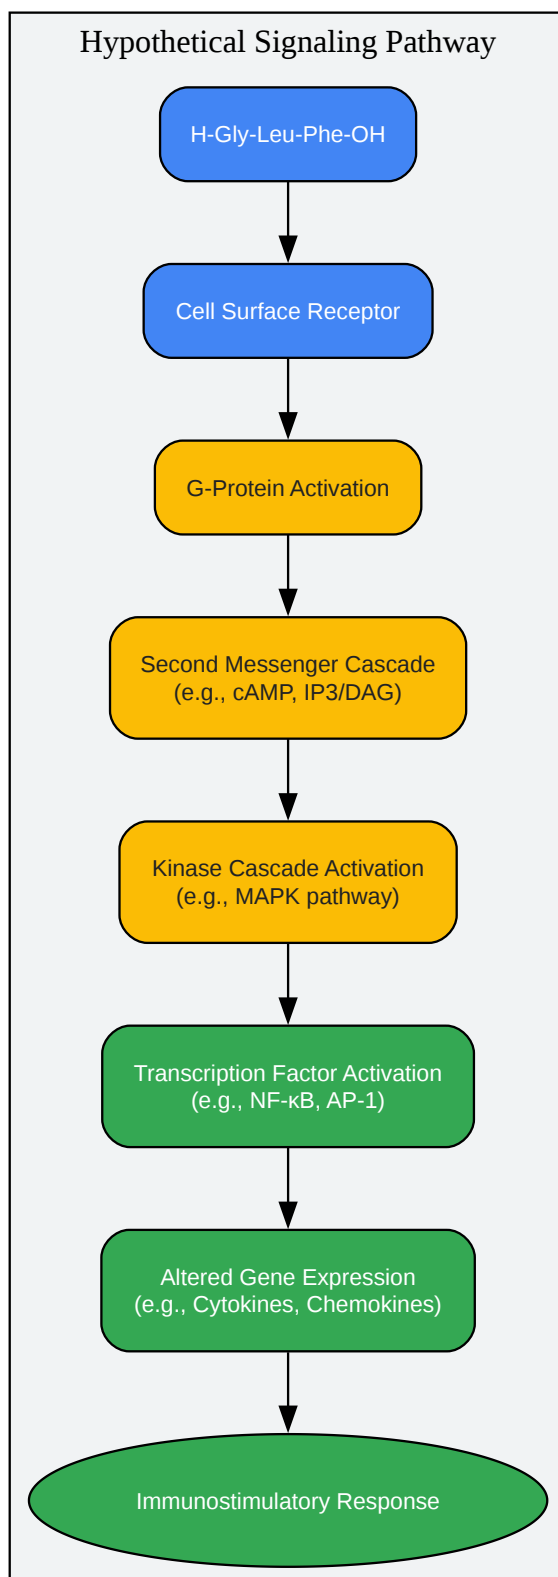 Hypothetical Signaling Pathway
H-Gly-Leu-Phe-OH
Cell Surface Receptor
G-Protein Activation
Second Messenger Cascade
(e.g., cAMP, IP3/DAG)
Kinase Cascade Activation
(e.g., MAPK pathway)
Transcription Factor Activation
(e.g., NF-κB, AP-1)
Altered Gene Expression
(e.g., Cytokines, Chemokines)
Immunostimulatory Response